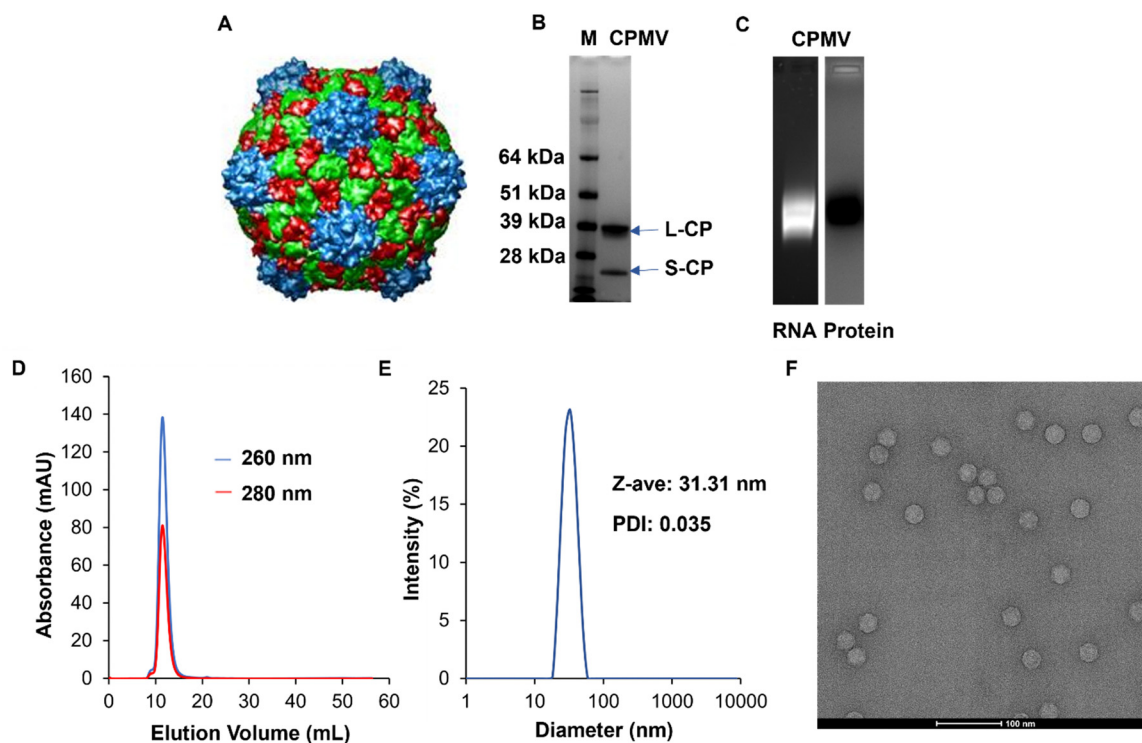 A
B
M CPMV
64 kDa
51 kDa
39 kDa
28 kDa
L-CP
S-CP
C
CPMV
RNA Protein
D
160
140
120
100
80
60
40
20
0
Absorbance (mAU)
260 nm
280 nm
0 10 20 30 40 50 60
Elution Volume (mL)
E
25
20
15
10
5
0
Intensity (%)
Z-ave: 31.31 nm
PDI: 0.035
1 10 100 1000 10000
Diameter (nm)
F
100 nm